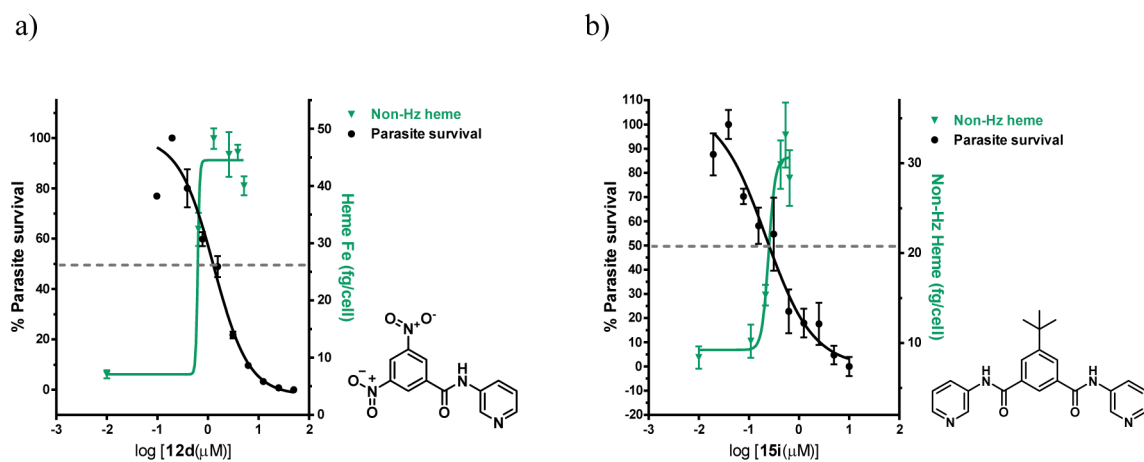 a)
b)
100
80
60
40
20
0
% Parasite survival
50
40
30
20
10
0
Heme Fe (fg/cell)
-3 -2 -1 0 1 2
log [12d(μM)]
Non-Hz heme
Parasite survival
O
N+
O-
O-
N+
O
O
H
N
N
110
100
90
80
70
60
50
40
30
20
10
0
-10
-20
% Parasite survival
30
20
10
Non-Hz Heme (fg/cell)
-3 -2 -1 0 1 2
log [15i(μM)]
Non-Hz heme
Parasite survival
H
N
O
O
H
N
N
N